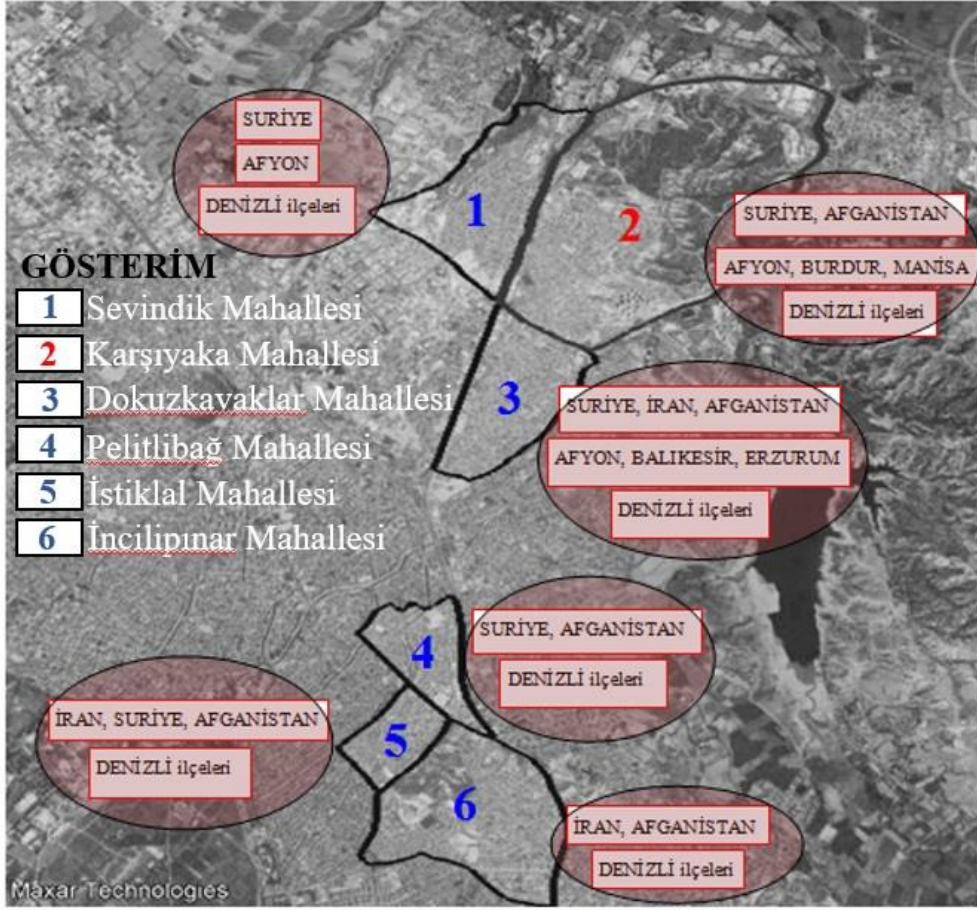 SURİYE
AFYON
DENİZLİ ilçeleri
1
2
SURİYE, AFGANİSTAN
AFYON, BURDUR, MANİSA
DENİZLİ ilçeleri
GÖSTERİM
1 Sevindik Mahallesi
2 Karşıyaka Mahallesi
3 Dokuzkavaklar Mahallesi
4 Pelitlibağ Mahallesi
5 İstiklal Mahallesi
6 İncilipınar Mahallesi
3
SURİYE, İRAN, AFGANİSTAN
AFYON, BALIKESİR, ERZURUM
DENİZLİ ilçeleri
4
SURİYE, AFGANİSTAN
DENİZLİ ilçeleri
İRAN, SURİYE, AFGANİSTAN
DENİZLİ ilçeleri
5
6
İRAN, AFGANİSTAN
DENİZLİ ilçeleri
Maxar Technologies